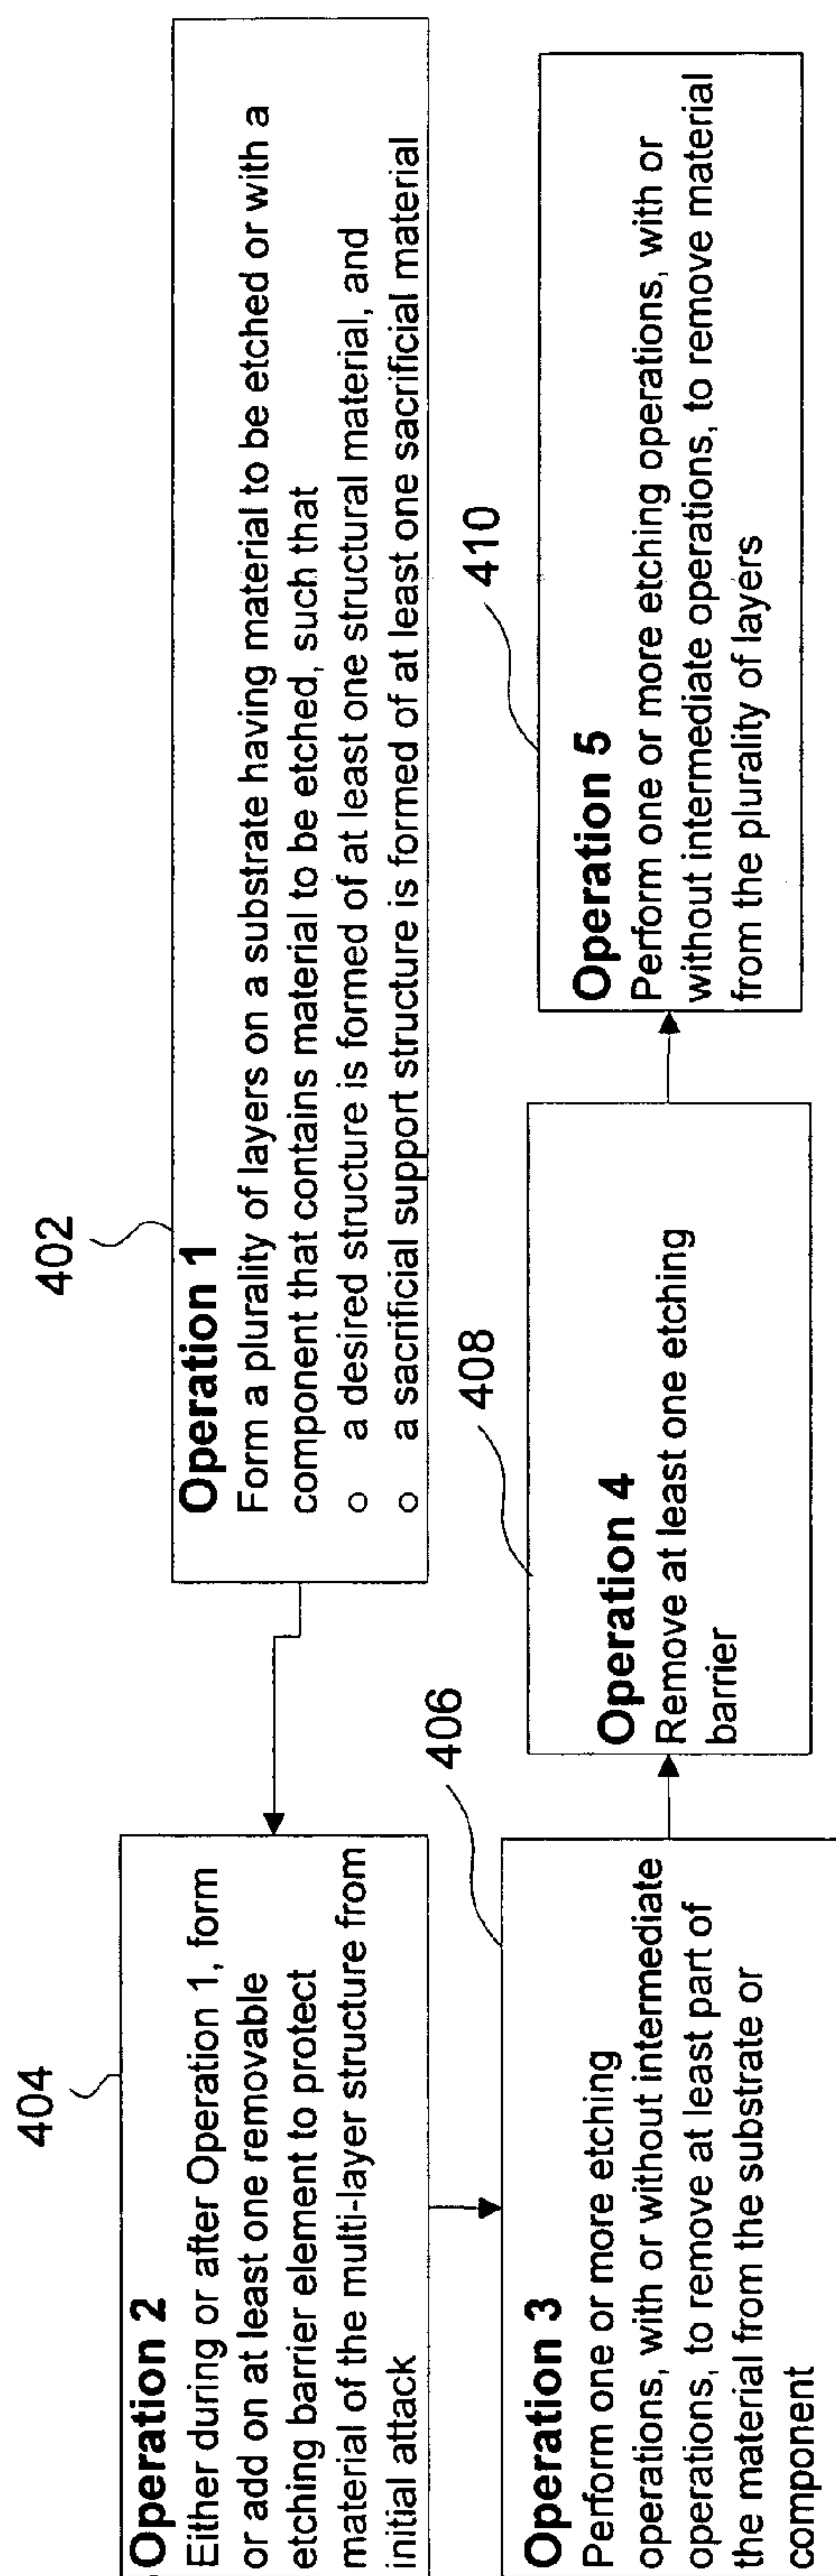 402
Operation 1
Form a plurality of layers on a substrate having material to be etched or with a
component that contains material to be etched, such that
o a desired structure is formed of at least one structural material, and
o a sacrificial support structure is formed of at least one sacrificial material
404
Operation 2
Either during or after Operation 1, form
or add on at least one removable
etching barrier element to protect
material of the multi-layer structure from
initial attack
406
Operation 3
Perform one or more etching
operations, with or without intermediate
operations, to remove at least part of
the material from the substrate or
component
408
Operation 4
Remove at least one etching
barrier
410
Operation 5
Perform one or more etching operations, with or
without intermediate operations, to remove material
from the plurality of layers